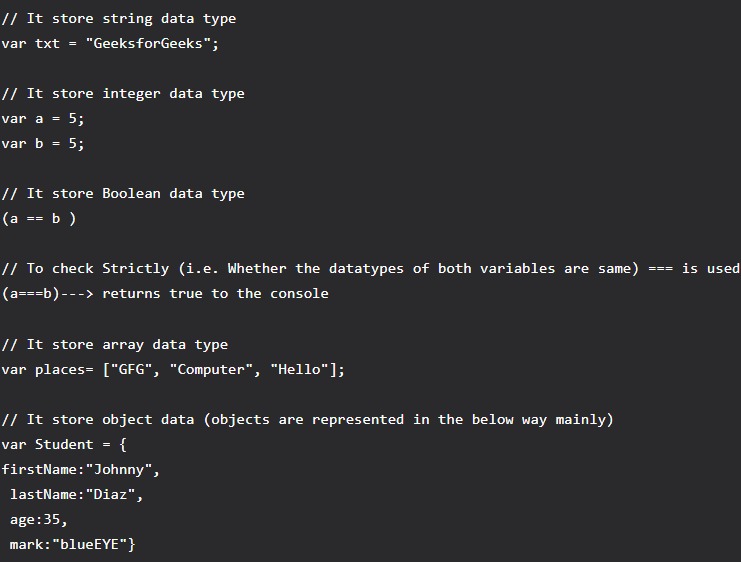 // It store string data type
var txt = "GeeksforGeeks";
// It store integer data type
var a = 5;
var b = 5;
// It store Boolean data type
(a == b )
// To check Strictly (i.e. Whether the datatypes of both variables are same) === is used
(a===b)---> returns true to the console
// It store array data type
var places= ["GFG", "Computer", "Hello"];
// It store object data (objects are represented in the below way mainly)
var Student = {
firstName:"Johnny",
lastName:"Diaz",
age:35,
mark:"blueEYE"}